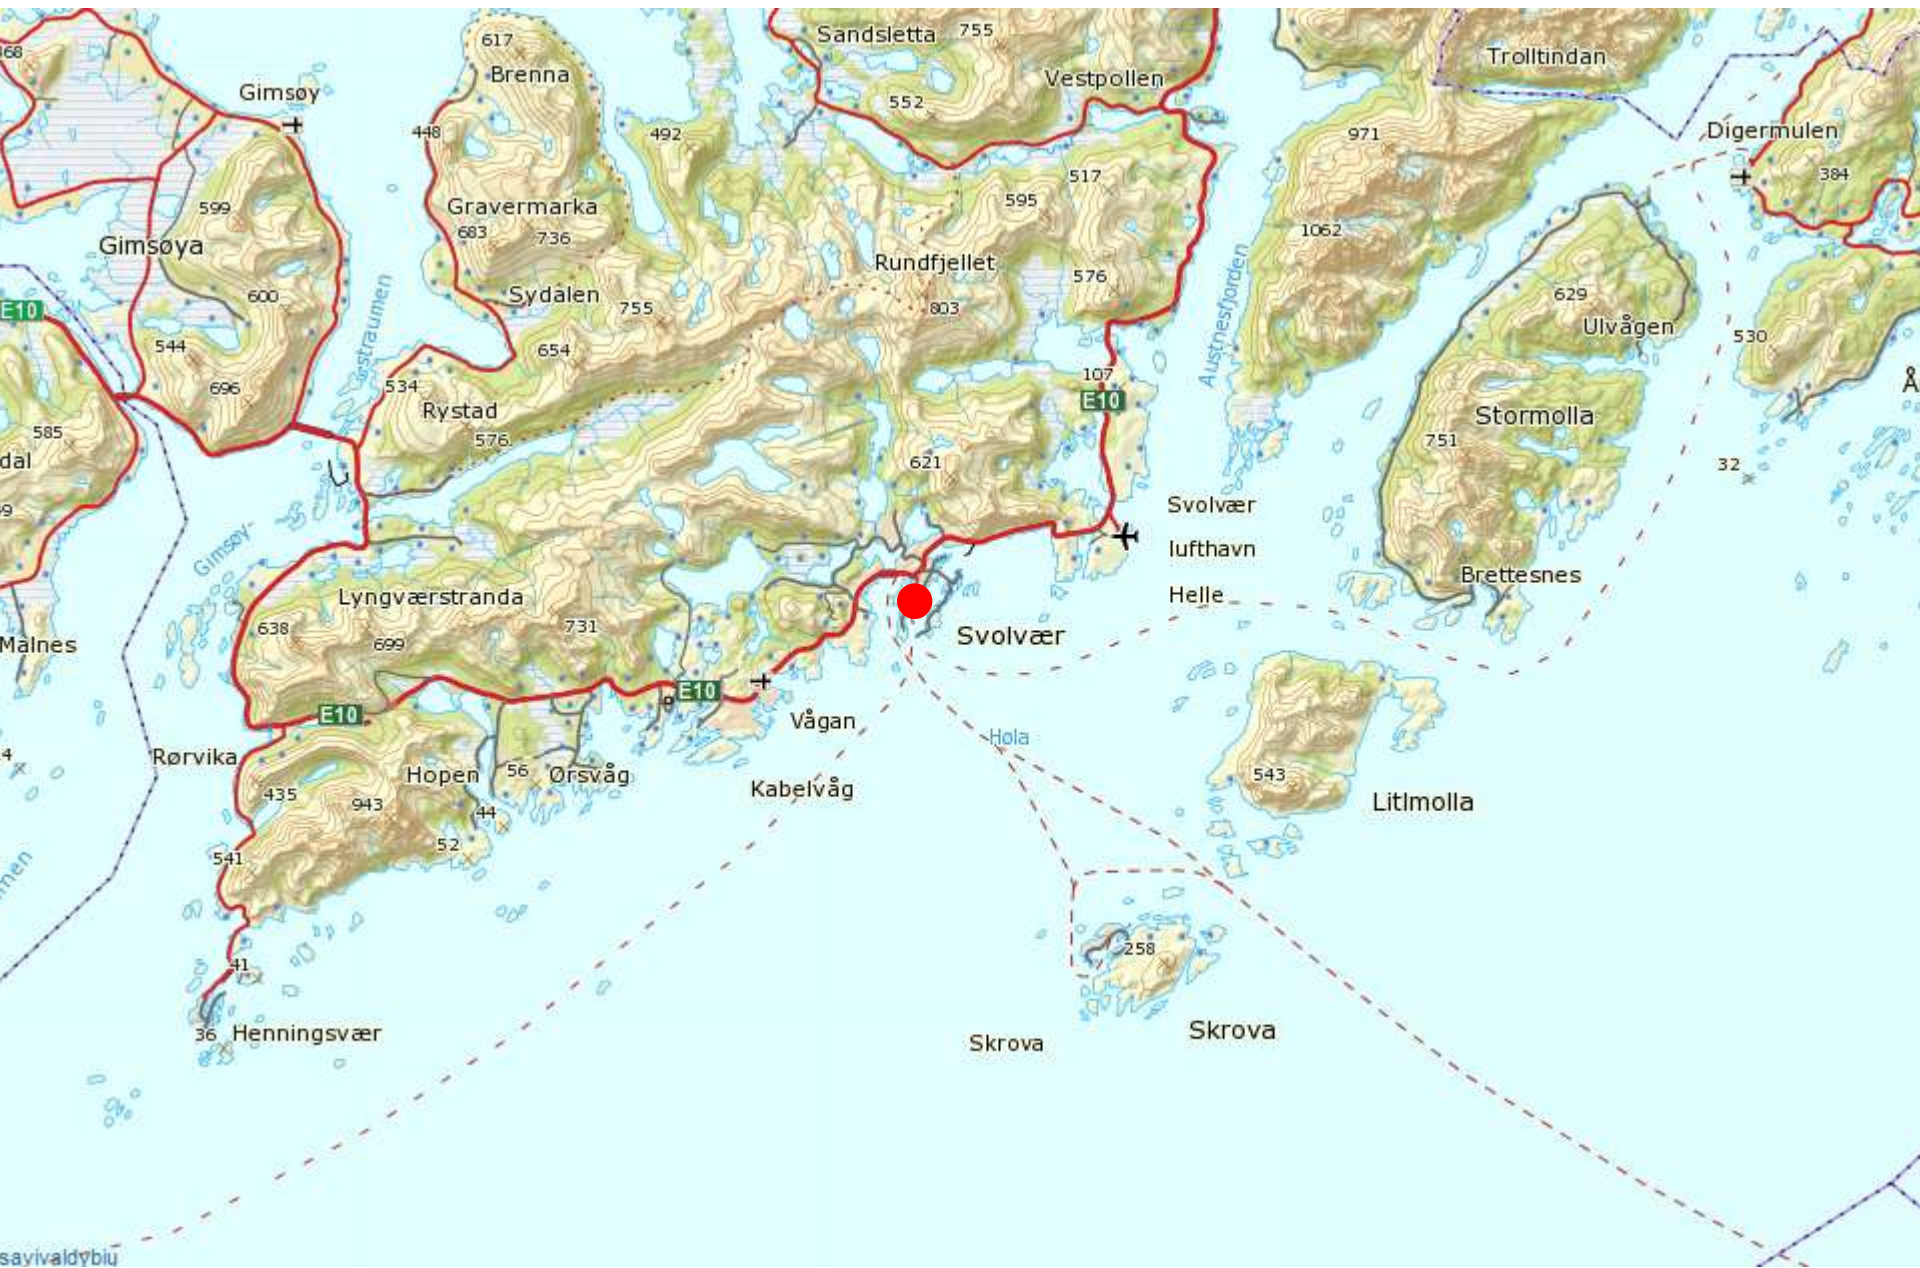 Sandsletta
755
617
Brenna
Trolltindan
Vestpollen
Gimsøy
552
448
492
971
Digermulen
517
384
595
599
Gravermarka
683
736
1062
Gimsøya
Rundfjellet
576
Austnesfjorden
Sydalen
600
755
803
629
E10
Ulvågen
530
544
654
696
534
107
Rystad
E10
Stormolla
585
576
751
dal
621
32
Svolvær
lufthavn
Gimsøy-
Helle
Brettesnes
Lyngværstranda
638
731
699
Svolvær
Malnes
E10
E10
Vågan
Høla
Rørvika
Hopen
56
Ørsvåg
543
Kabelvåg
435
943
44
Litlmolla
52
541
258
41
36
Henningsvær
Skrova
Skrova